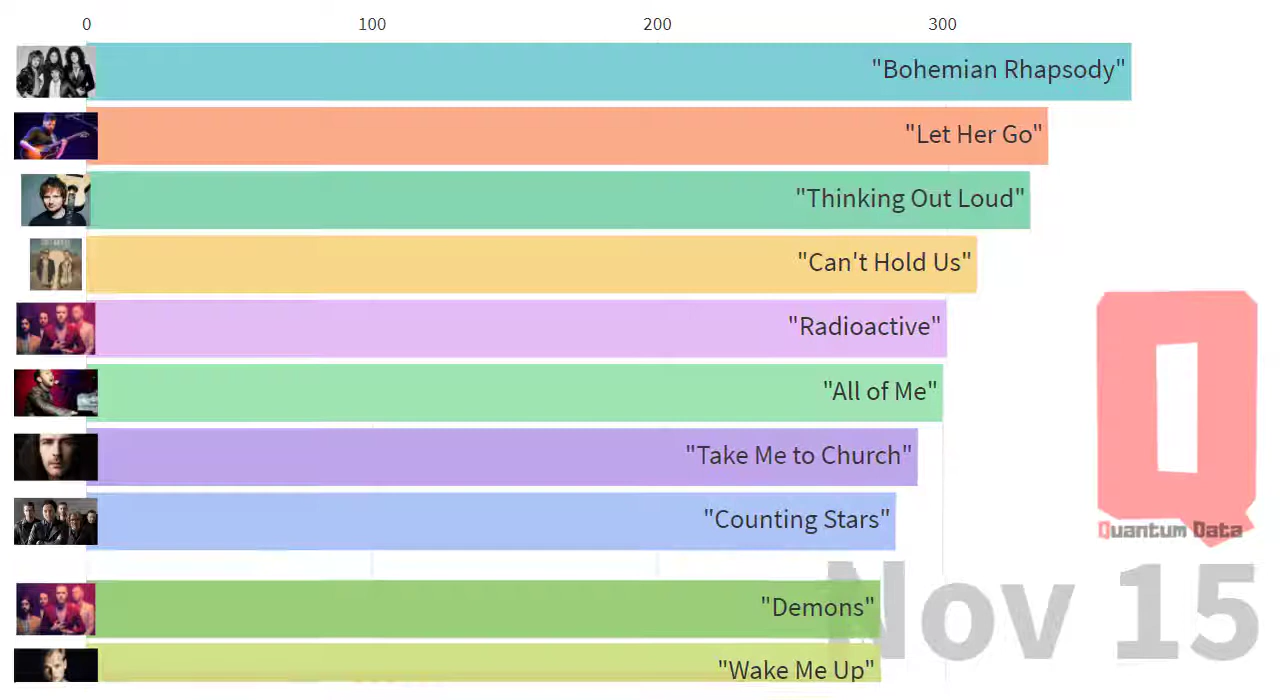 0 100 200 300
"Bohemian Rhapsody"
"Let Her Go"
"Thinking Out Loud"
"Can't Hold Us"
"Radioactive"
"All of Me"
"Take Me to Church"
"Counting Stars"
Quantum Data
"Demons"
Nov 15
"Wake Me Up"